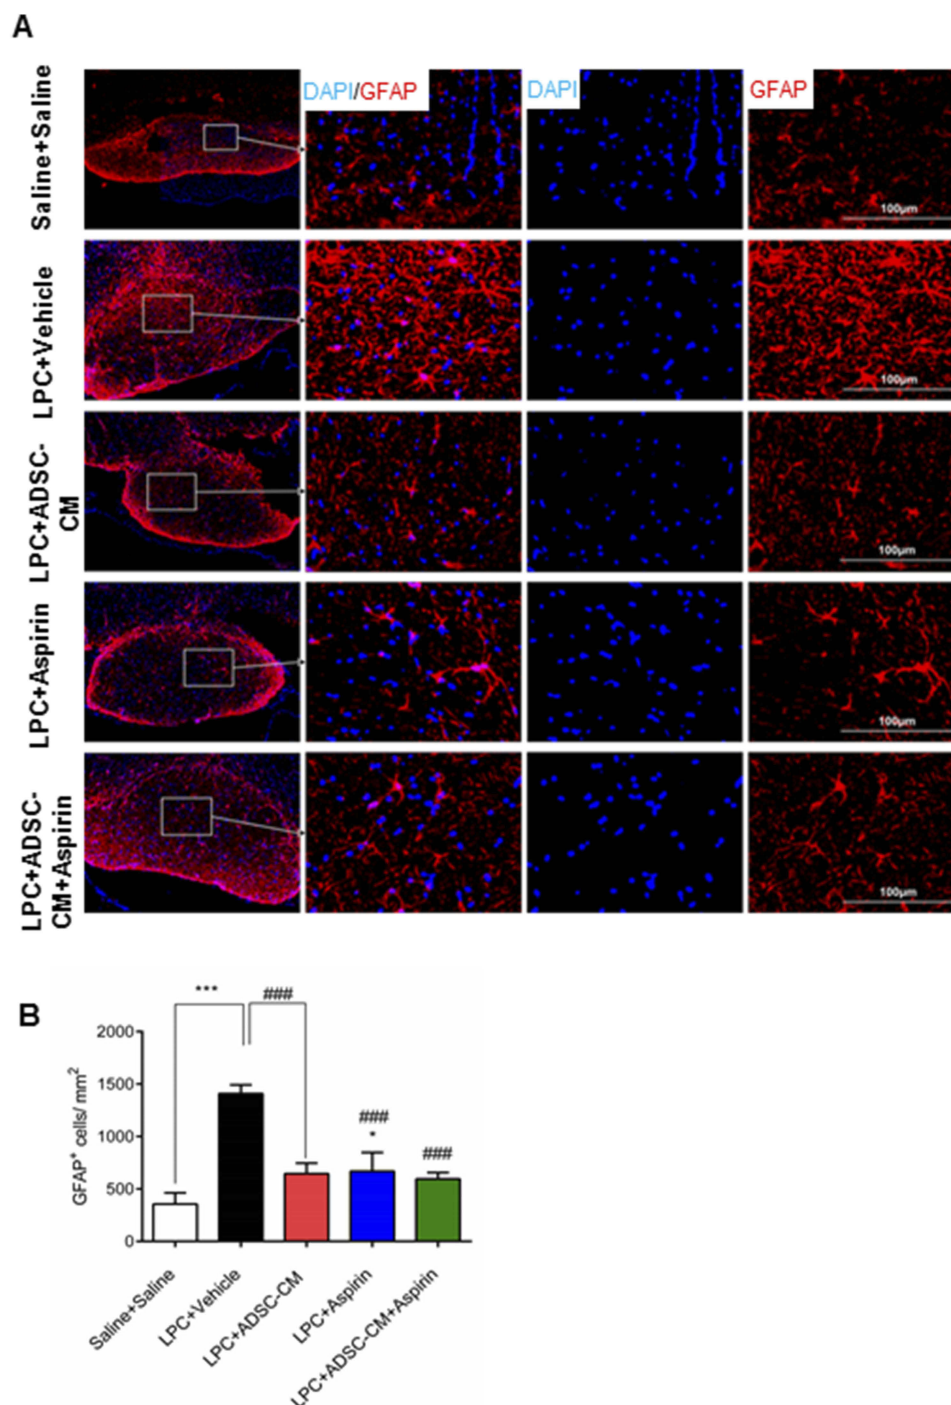 A
Saline+Saline
DAPI/GFAP
DAPI
GFAP
100µm
LPC+Vehicle
100µm
LPC+ADSC-
CM
100µm
LPC+Aspirin
100µm
LPC+ADSC-
CM+Aspirin
100µm
B
***
###
2000
1500
1000
500
0
GFAP⁺ cells/ mm²
###
*
###
Saline+Saline
LPC+Vehicle
LPC+ADSC-CM
LPC+Aspirin
LPC+ADSC-CM+Aspirin